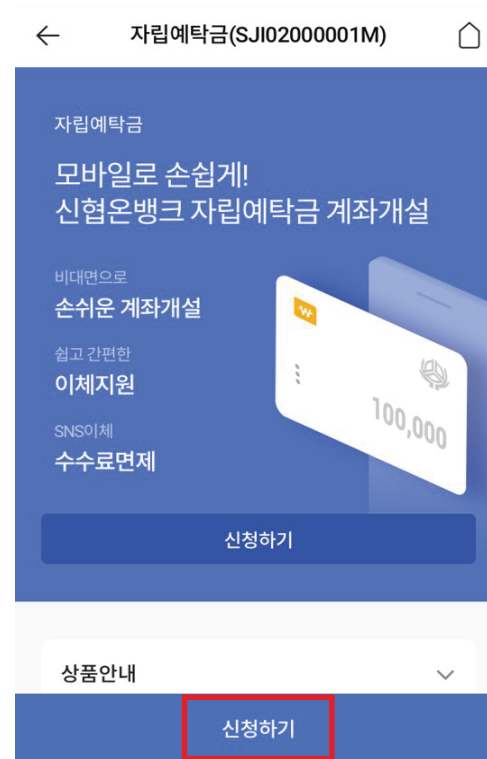 자립예탁금(SJI02000001M)
자립예탁금
모바일로 손쉽게!
신협온뱅크 자립예탁금 계좌개설
비대면으로
손쉬운 계좌개설
쉽고 간편한
이체지원
SNS이체
수수료면제
100,000
신청하기
상품안내
신청하기